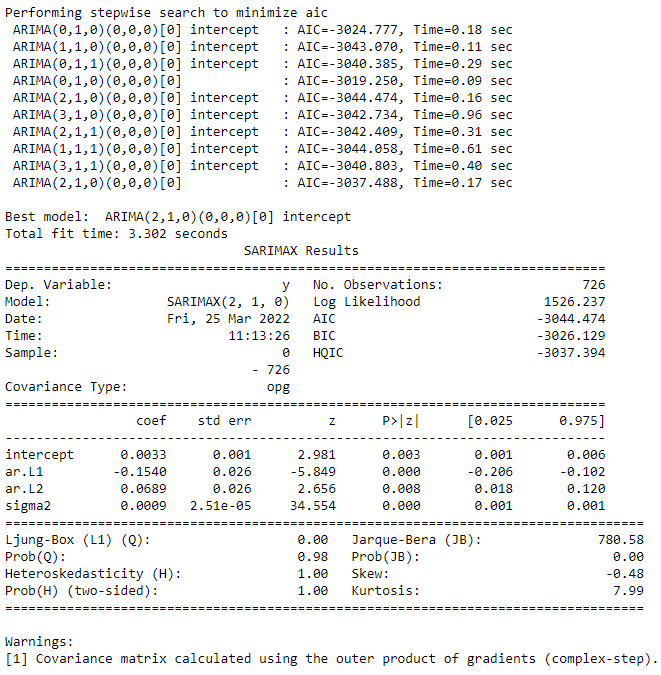 Performing stepwise search to minimize aic
 ARIMA(0,1,0)(0,0,0)[0] intercept   : AIC=-3024.777, Time=0.18 sec
 ARIMA(1,1,0)(0,0,0)[0] intercept   : AIC=-3043.070, Time=0.11 sec
 ARIMA(0,1,1)(0,0,0)[0] intercept   : AIC=-3040.385, Time=0.29 sec
 ARIMA(0,1,0)(0,0,0)[0]             : AIC=-3019.250, Time=0.09 sec
 ARIMA(2,1,0)(0,0,0)[0] intercept   : AIC=-3044.474, Time=0.16 sec
 ARIMA(3,1,0)(0,0,0)[0] intercept   : AIC=-3042.734, Time=0.96 sec
 ARIMA(2,1,1)(0,0,0)[0] intercept   : AIC=-3042.409, Time=0.31 sec
 ARIMA(1,1,1)(0,0,0)[0] intercept   : AIC=-3044.058, Time=0.61 sec
 ARIMA(3,1,1)(0,0,0)[0] intercept   : AIC=-3040.803, Time=0.40 sec
 ARIMA(2,1,0)(0,0,0)[0]             : AIC=-3037.488, Time=0.17 sec

Best model:  ARIMA(2,1,0)(0,0,0)[0] intercept
Total fit time: 3.302 seconds
                               SARIMAX Results
==============================================================================
Dep. Variable:                      y   No. Observations:                  726
Model:               SARIMAX(2, 1, 0)   Log Likelihood                1526.237
Date:                Fri, 25 Mar 2022   AIC                          -3044.474
Time:                        11:13:26   BIC                          -3026.129
Sample:                             0   HQIC                         -3037.394
                                - 726
Covariance Type:                  opg
==============================================================================
                 coef    std err          z      P>|z|      [0.025      0.975]
------------------------------------------------------------------------------
intercept      0.0033      0.001      2.981      0.003       0.001       0.006
ar.L1         -0.1540      0.026     -5.849      0.000      -0.206      -0.102
ar.L2          0.0689      0.026      2.656      0.008       0.018       0.120
sigma2         0.0009   2.51e-05     34.554      0.000       0.001       0.001
===================================================================================
Ljung-Box (L1) (Q):                   0.00   Jarque-Bera (JB):               780.58
Prob(Q):                              0.98   Prob(JB):                         0.00
Heteroskedasticity (H):               1.00   Skew:                            -0.48
Prob(H) (two-sided):                  1.00   Kurtosis:                         7.99
===================================================================================

Warnings:
[1] Covariance matrix calculated using the outer product of gradients (complex-step).